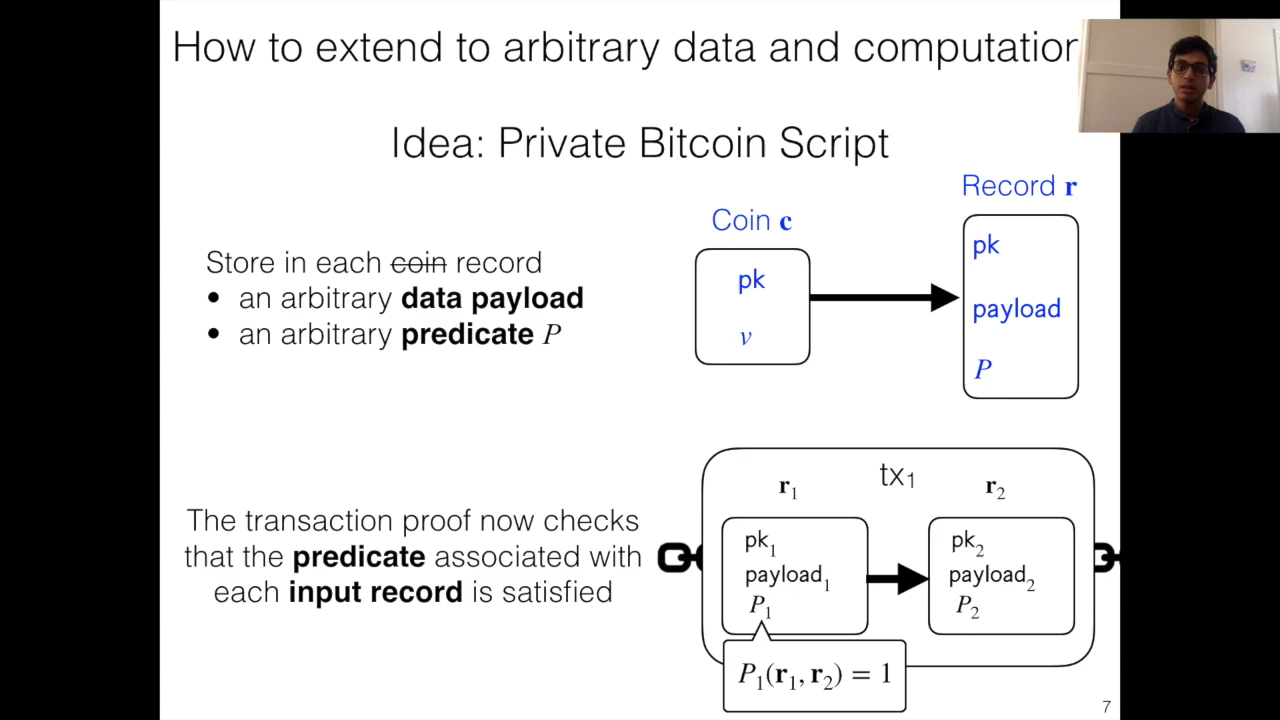 How to extend to arbitrary data and computation
Idea: Private Bitcoin Script
Store in each coin record
• an arbitrary data payload
• an arbitrary predicate P
Coin c
pk
v
Record r
pk
payload
P
The transaction proof now checks
that the predicate associated with
each input record is satisfied
tx₁
r₁
pk₁
payload₁
P₁
r₂
pk₂
payload₂
P₂
P₁(r₁, r₂) = 1
7